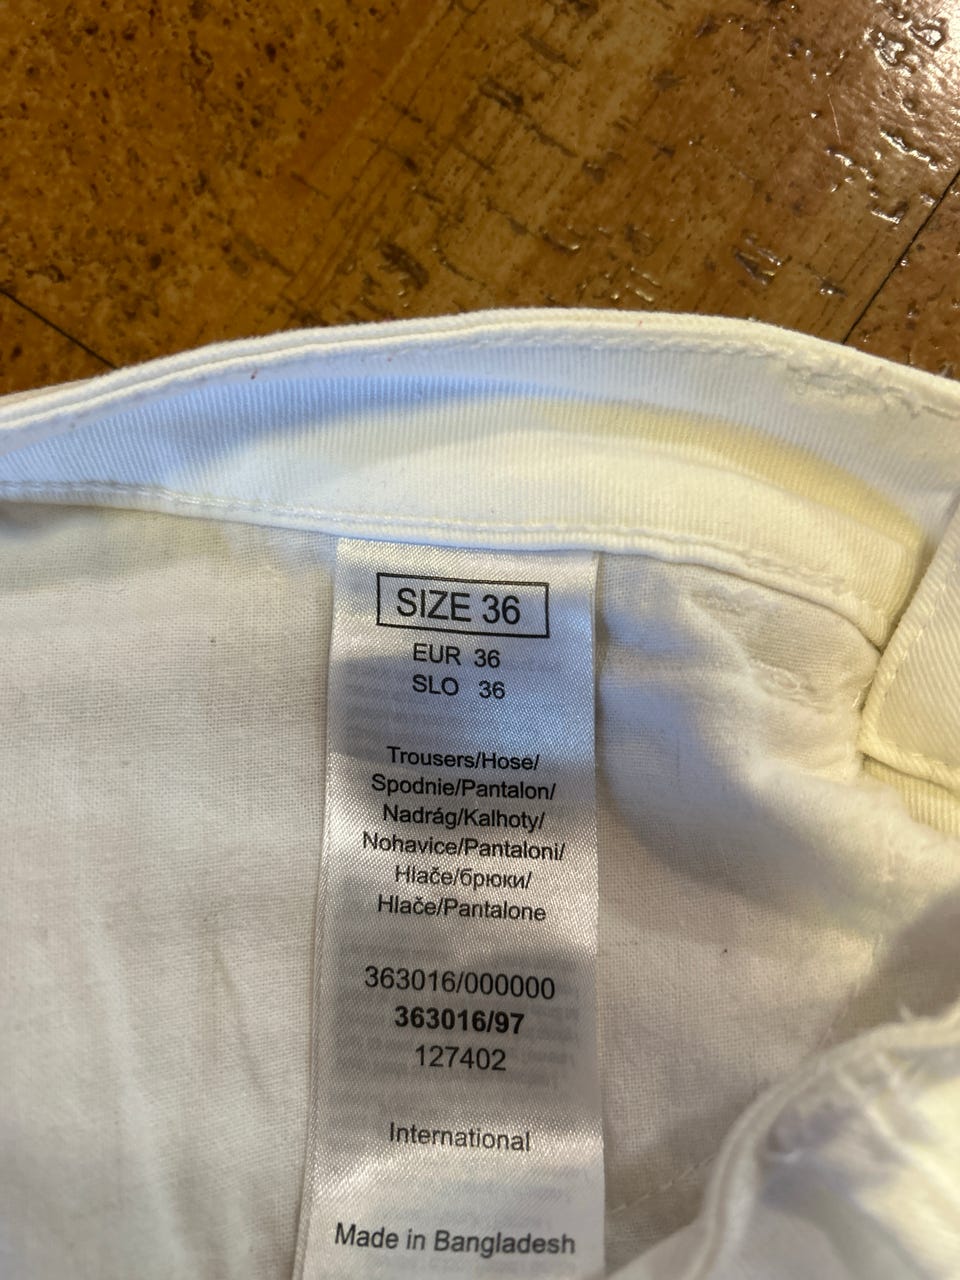 SIZE 36
EUR 36
SLO 36
Trousers/Hose/
Spodnie/Pantalon/
Nadrág/Kalhoty/
Nohavice/Pantaloni/
Hlače/брюки/
Hlače/Pantalone
363016/000000
363016/97
127402
International
Made in Bangladesh